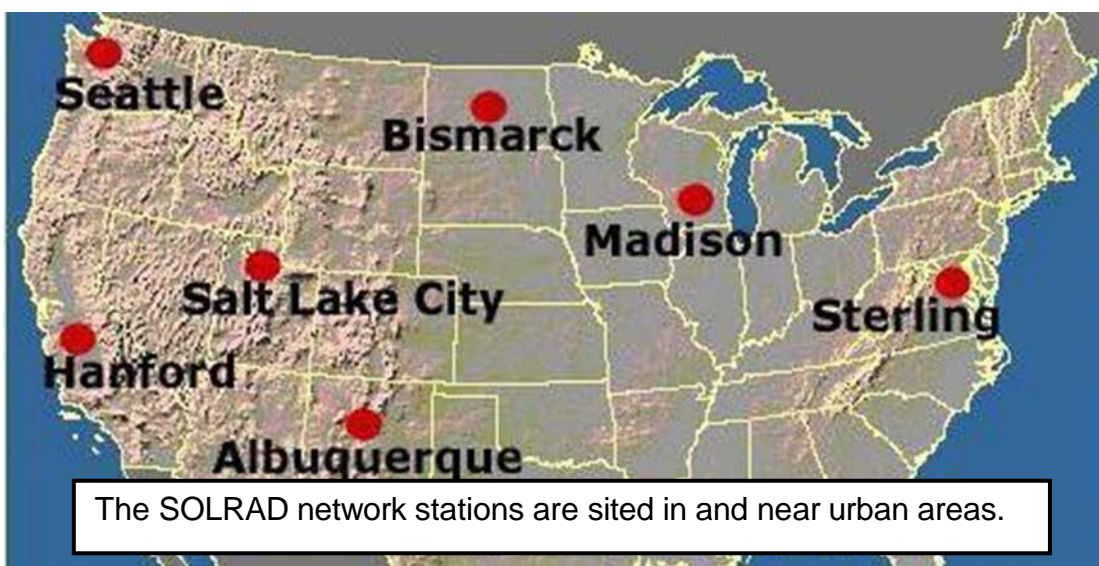 Seattle
Bismarck
Madison
Salt Lake City
Sterling
Hanford
Albuquerque
The SOLRAD network stations are sited in and near urban areas.